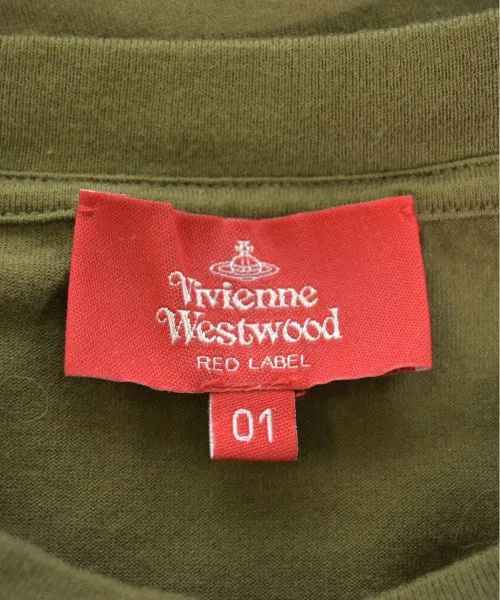 Vivienne
Westwood
RED LABEL
01